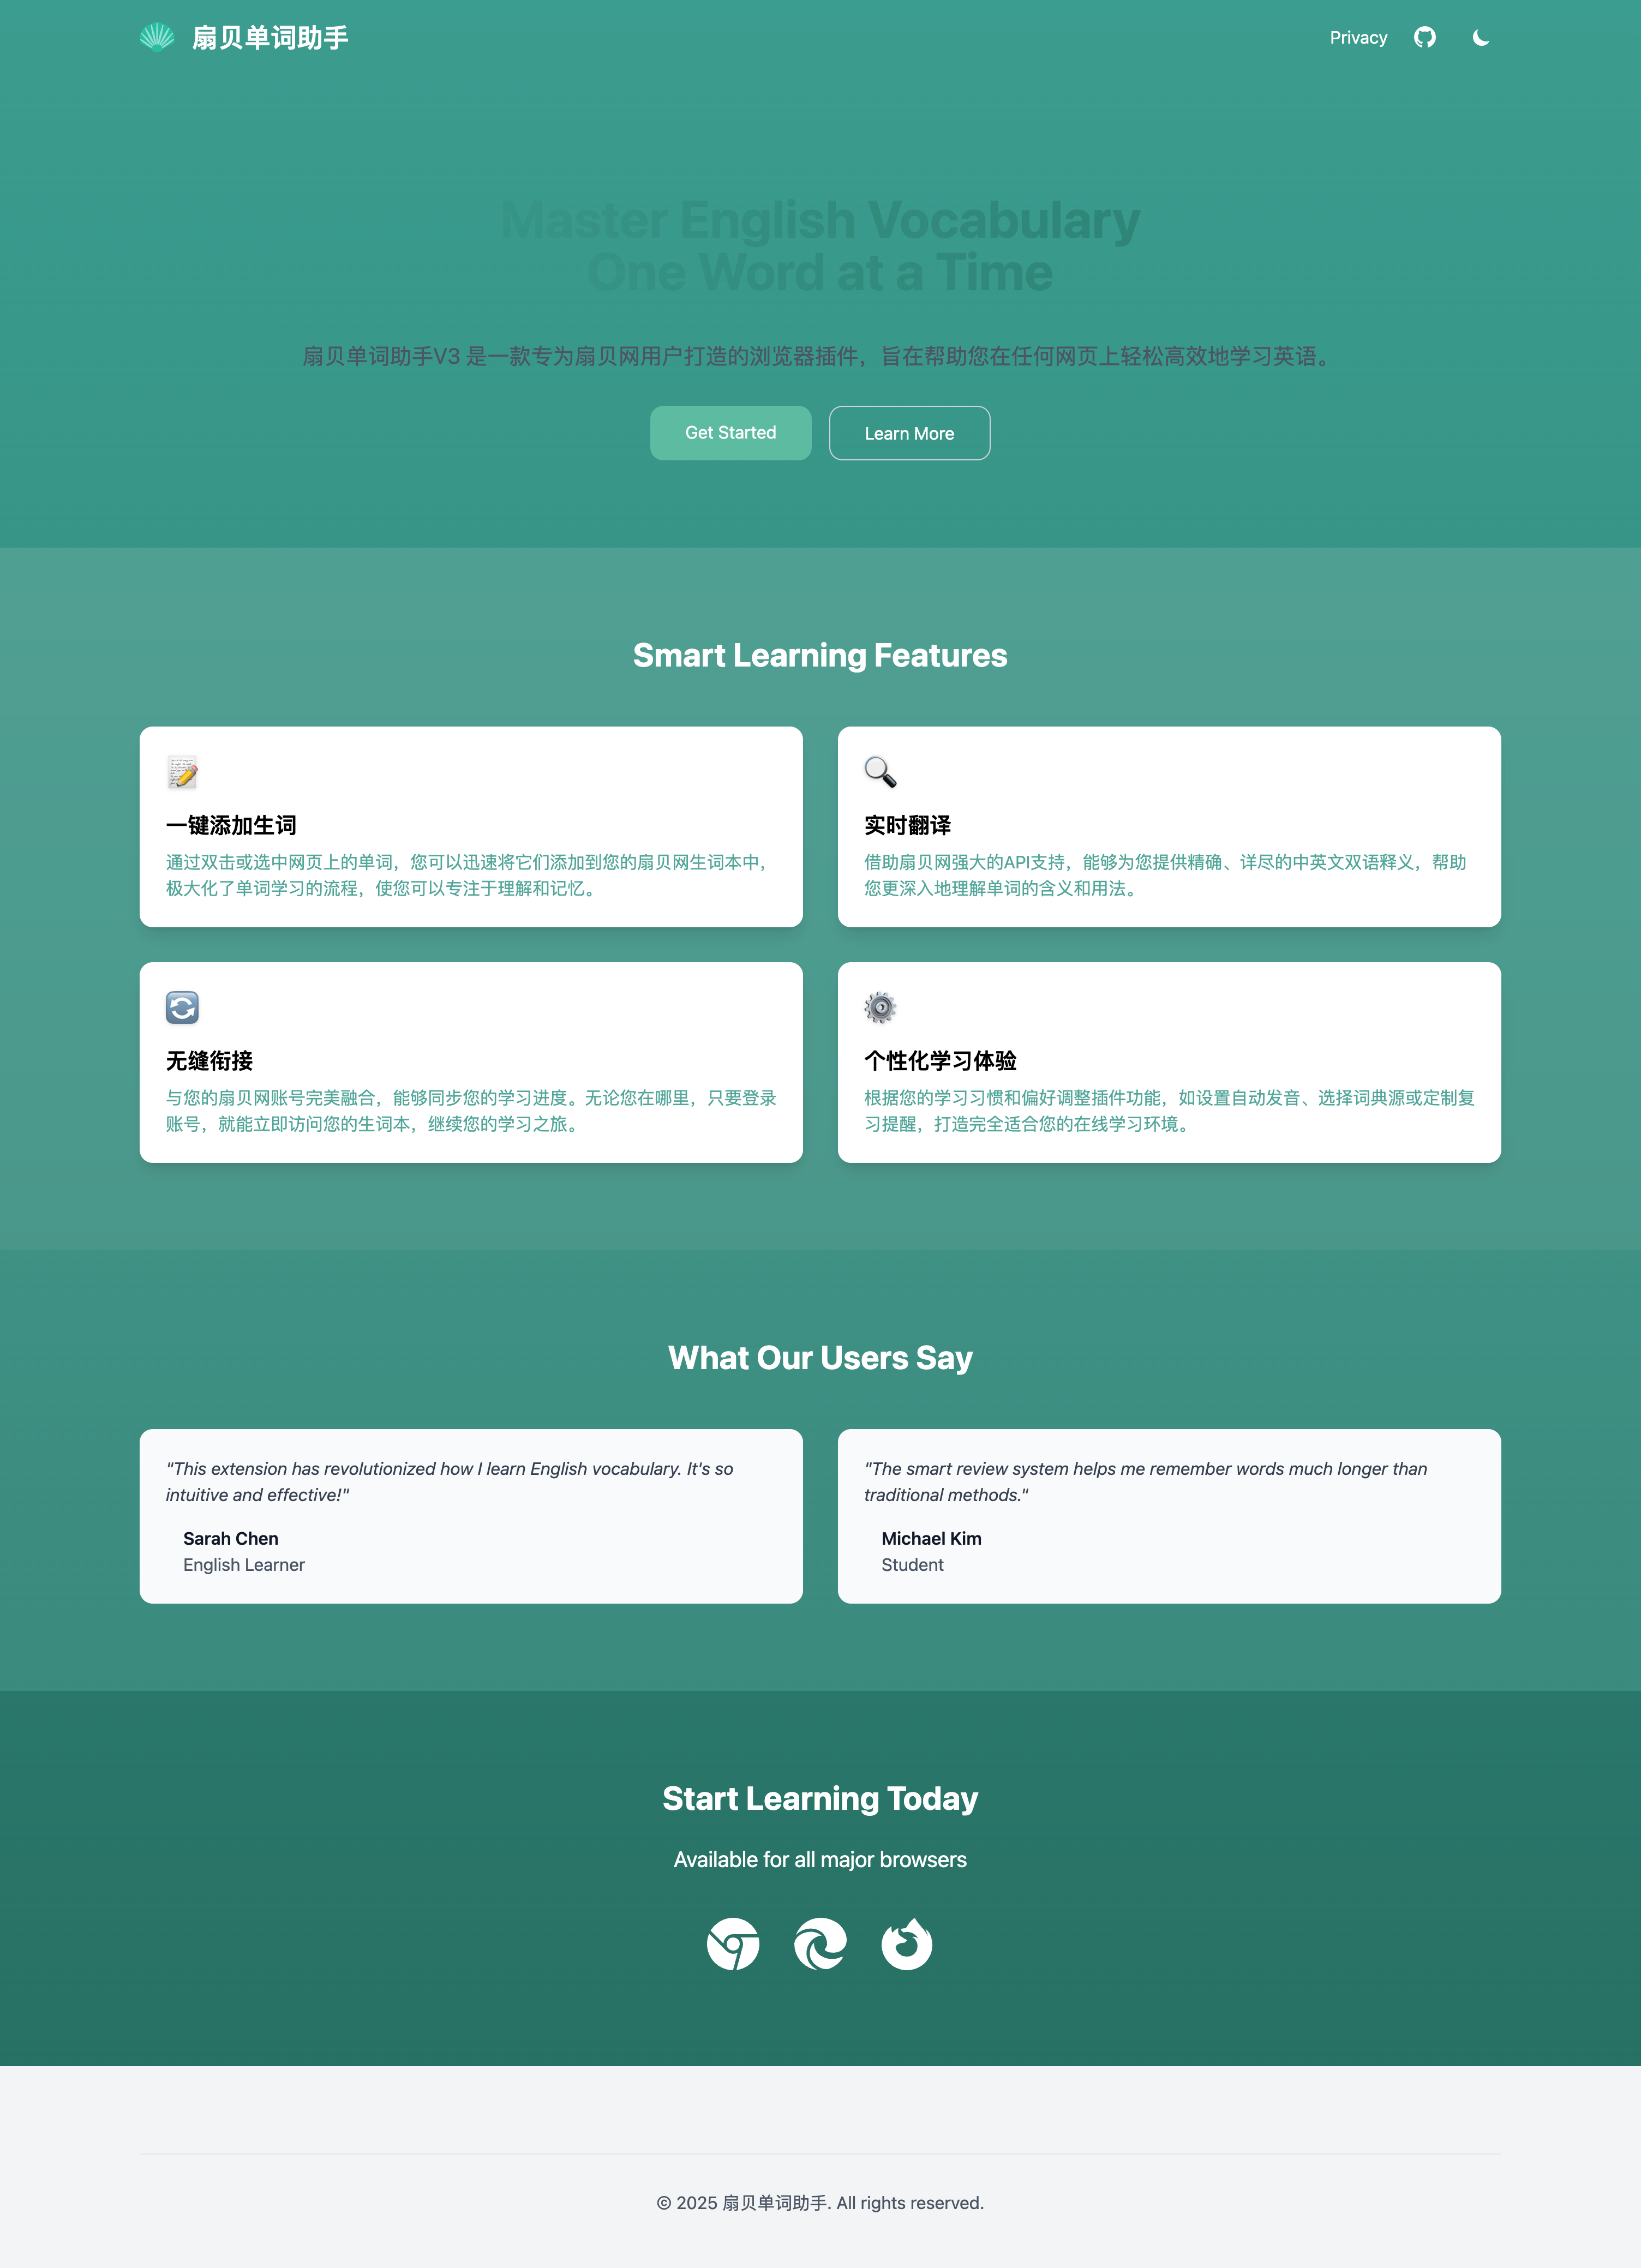 扇贝单词助手
Privacy
Master English Vocabulary
One Word at a Time
扇贝单词助手V3 是一款专为扇贝网用户打造的浏览器插件，旨在帮助您在任何网页上轻松高效地学习英语。
Get Started
Learn More
Smart Learning Features
一键添加生词
通过双击或选中网页上的单词，您可以迅速将它们添加到您的扇贝网生词本中，
极大化了单词学习的流程，使您可以专注于理解和记忆。
实时翻译
借助扇贝网强大的API支持，能够为您提供精确、详尽的中英文双语释义，帮助
您更深入地理解单词的含义和用法。
无缝衔接
与您的扇贝网账号完美融合，能够同步您的学习进度。无论您在哪里，只要登录
账号，就能立即访问您的生词本，继续您的学习之旅。
个性化学习体验
根据您的学习习惯和偏好调整插件功能，如设置自动发音、选择词典源或定制复
习提醒，打造完全适合您的在线学习环境。
What Our Users Say
"This extension has revolutionized how I learn English vocabulary. It's so
intuitive and effective!"
Sarah Chen
English Learner
"The smart review system helps me remember words much longer than
traditional methods."
Michael Kim
Student
Start Learning Today
Available for all major browsers
© 2025 扇贝单词助手. All rights reserved.